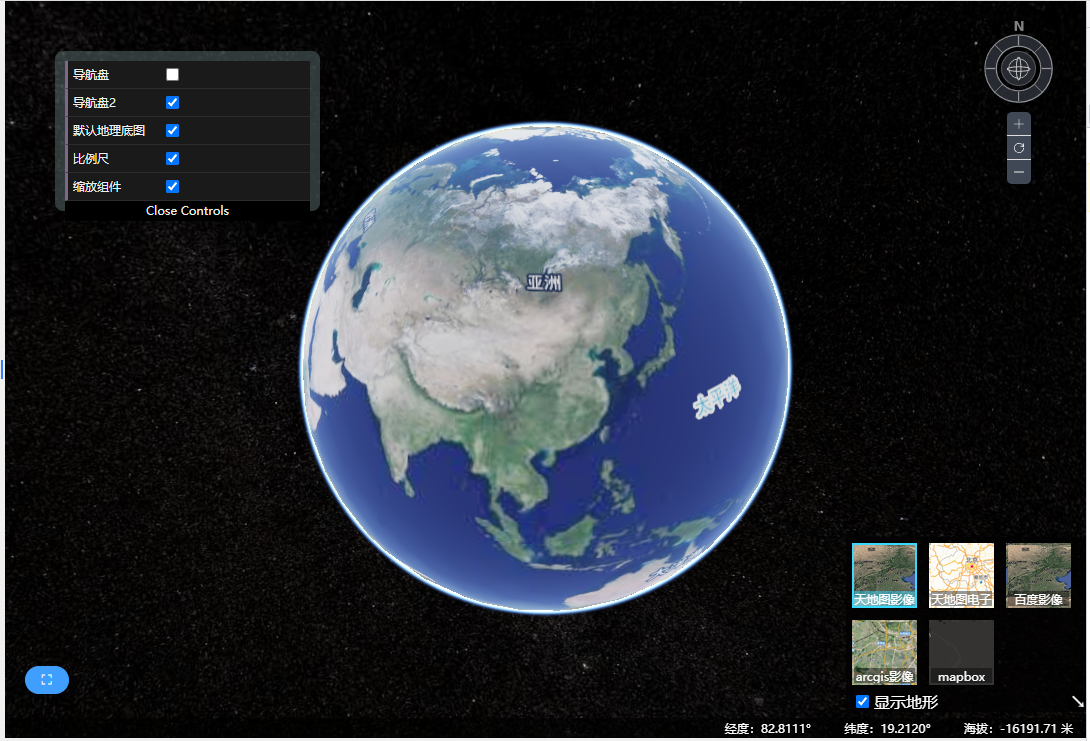 N
导航盘
导航盘2
默认地理底图
比例尺
缩放组件
Close Controls
亚洲
太平洋
天地图影像
天地图电子
百度影像
arcgis影像
mapbox
显示地形
经度：82.8111° 纬度：19.2120° 海拔：-16191.71 米